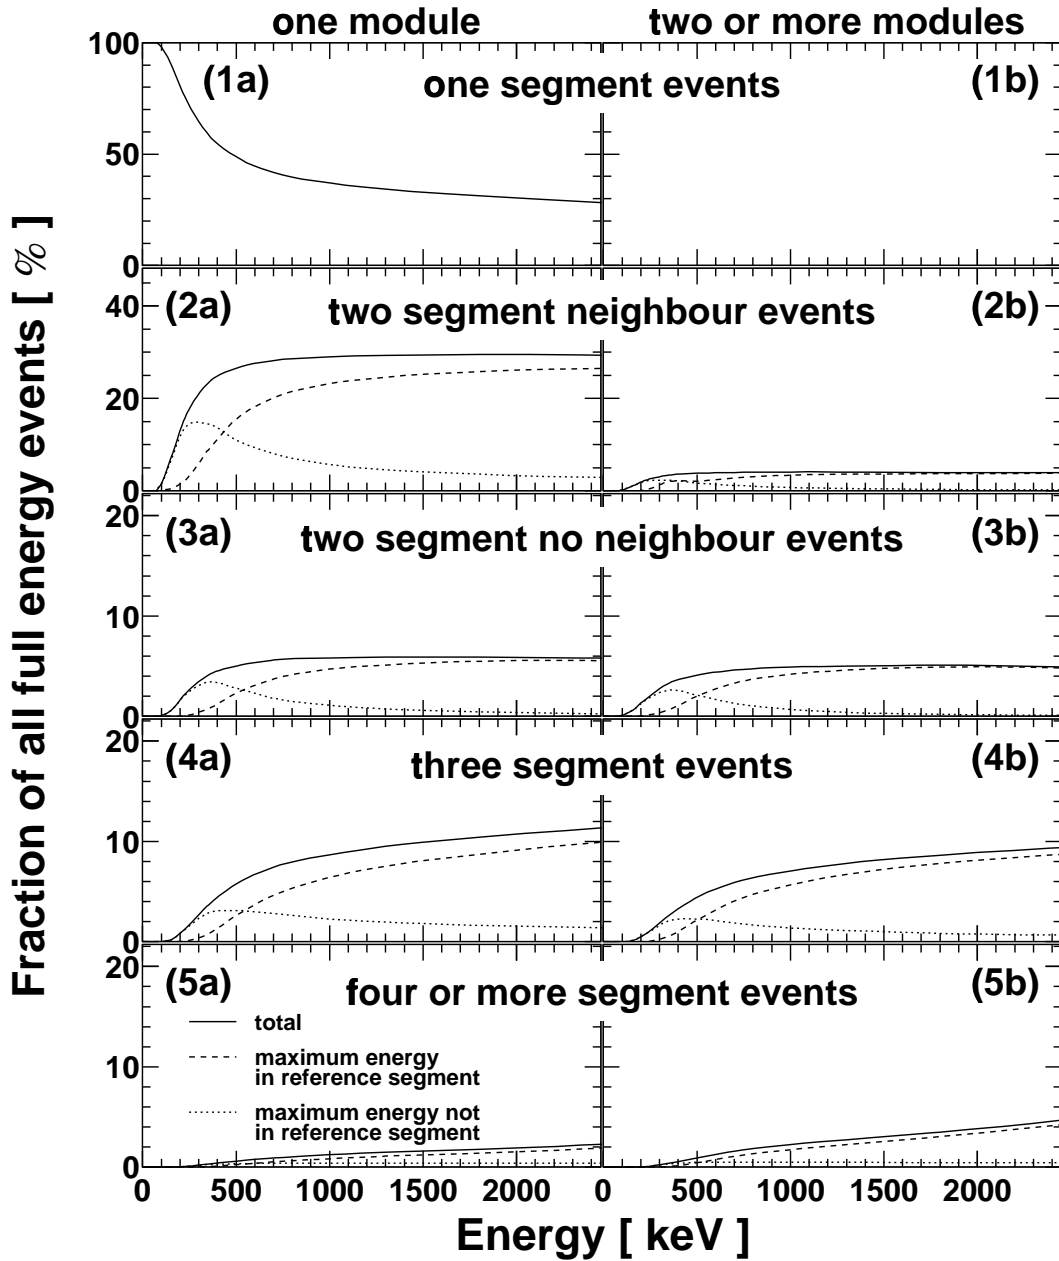 one module
two or more modules
100
(1a)
one segment events
(1b)
50
0
(2a)
two segment neighbour events
(2b)
40
20
0
(3a)
two segment no neighbour events
(3b)
20
10
0
(4a)
three segment events
(4b)
20
10
0
(5a)
four or more segment events
(5b)
20
10
0
total
maximum energy
in reference segment
maximum energy not
in reference segment
0 500 1000 1500 2000 0 500 1000 1500 2000
Energy [ keV ]
Fraction of all full energy events [ % ]